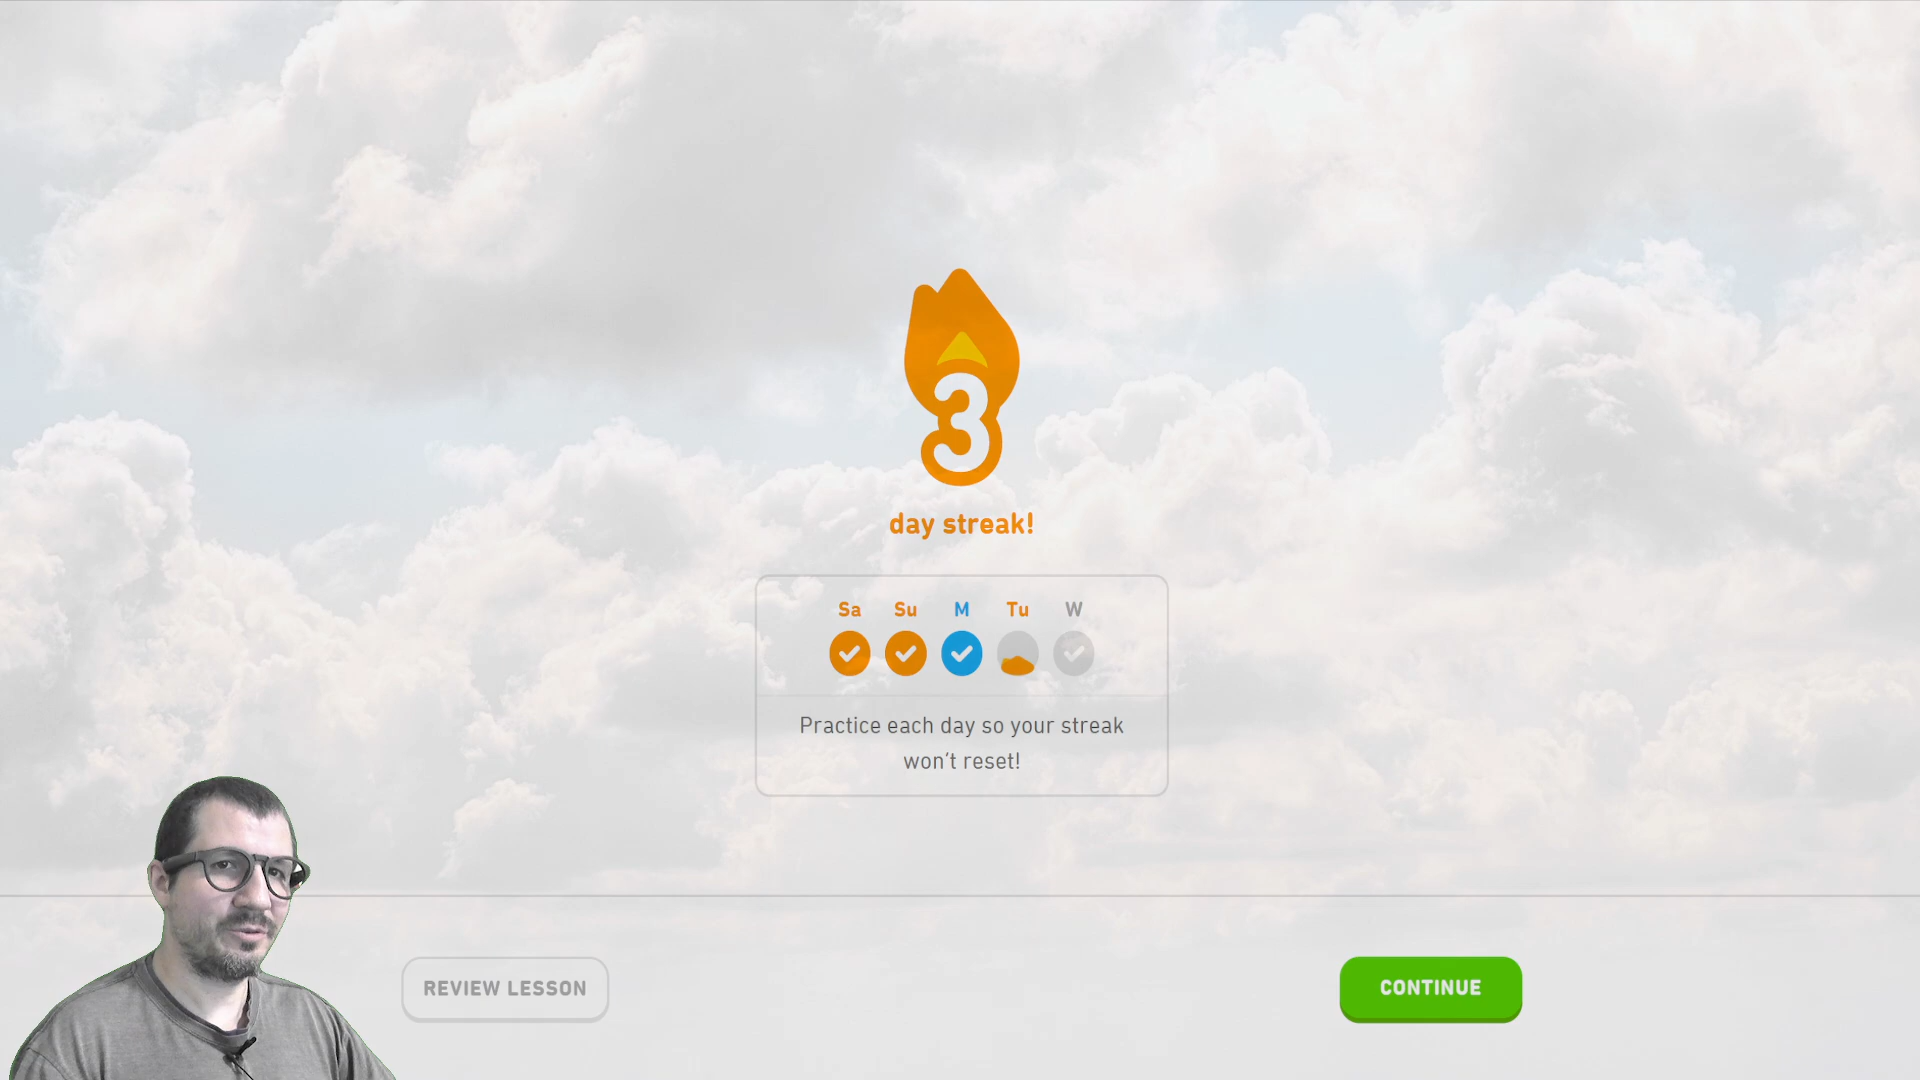 3
day streak!
Sa Su M Tu W
Practice each day so your streak
won't reset!
REVIEW LESSON
CONTINUE